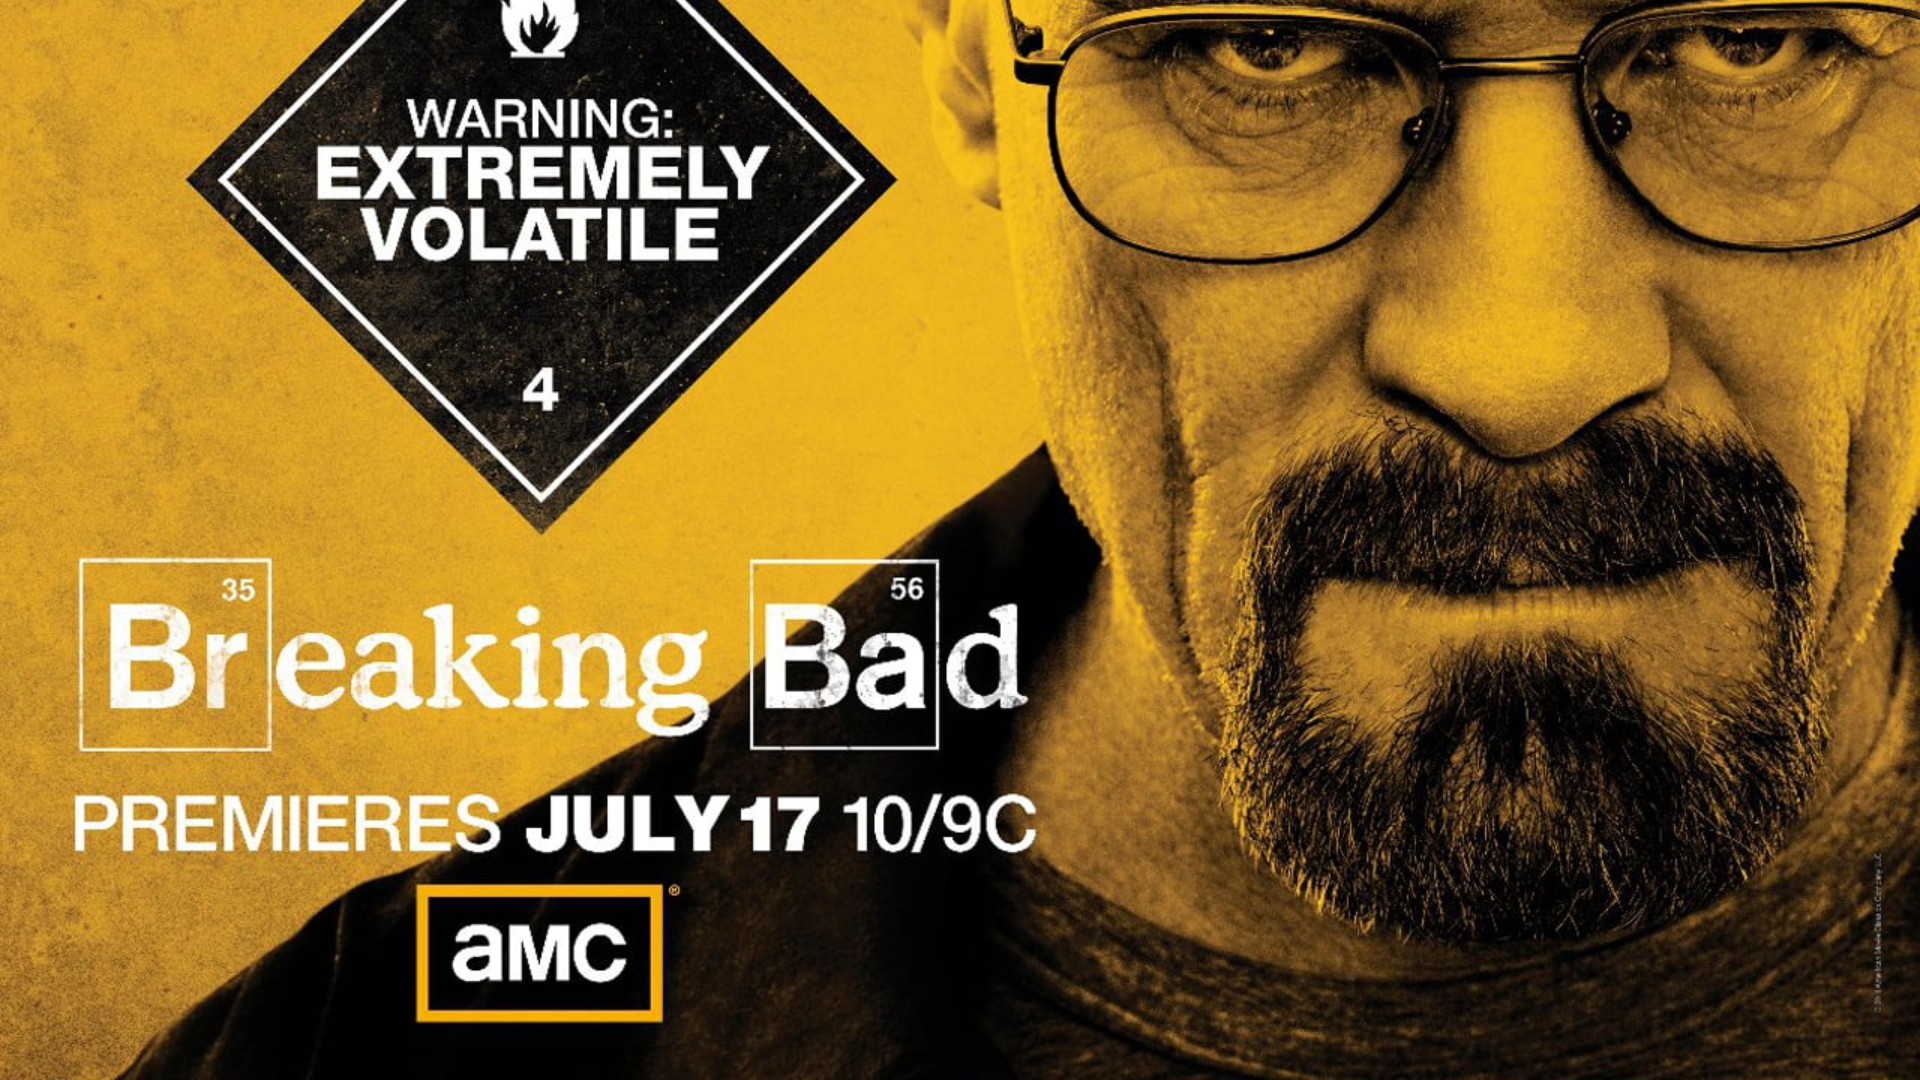 WARNING:
EXTREMELY
VOLATILE
4
35
56
Breaking Bad
PREMIERES JULY 17 10/9C
aMC®